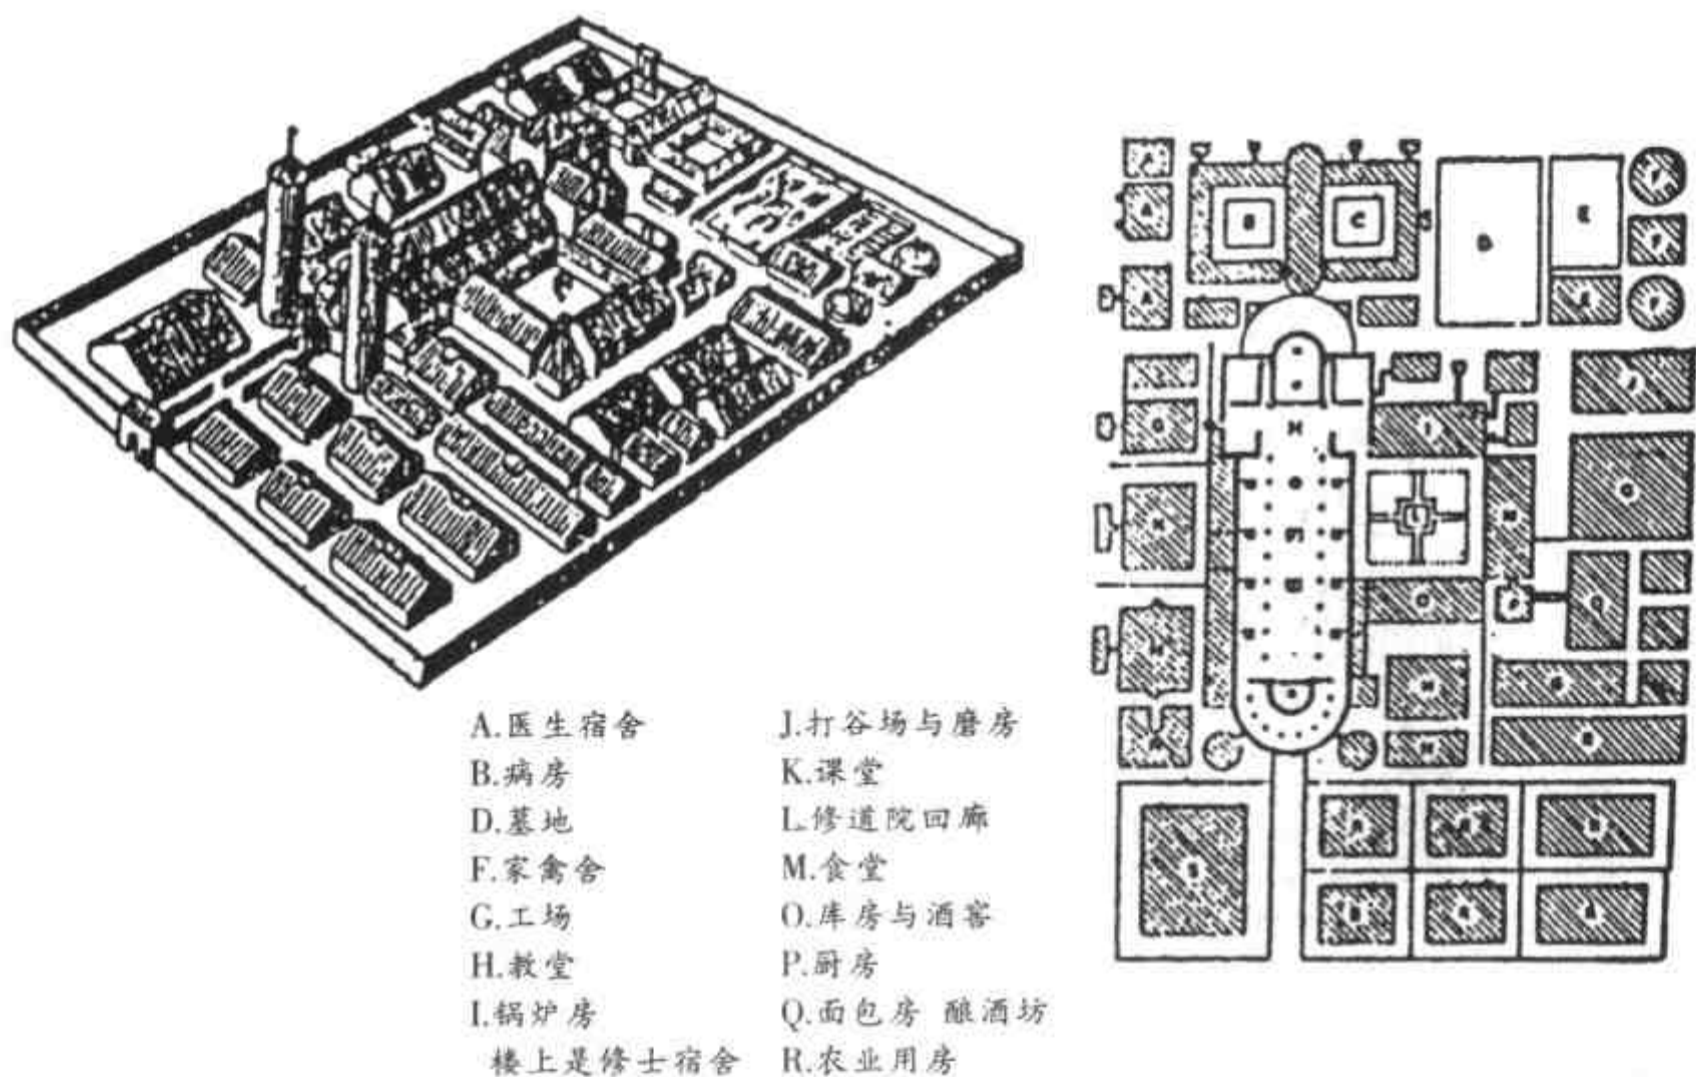 A.医生宿舍
B.病房
D.墓地
F.家禽舍
G.工场
H.教堂
I.锅炉房
楼上是修士宿舍
J.打谷场与磨房
K.课堂
L.修道院回廊
M.食堂
O.库房与酒窖
P.厨房
Q.面包房 酿酒坊
R.农业用房
A
A
A
B
C
D
E
F
F
F
G
I
L
S